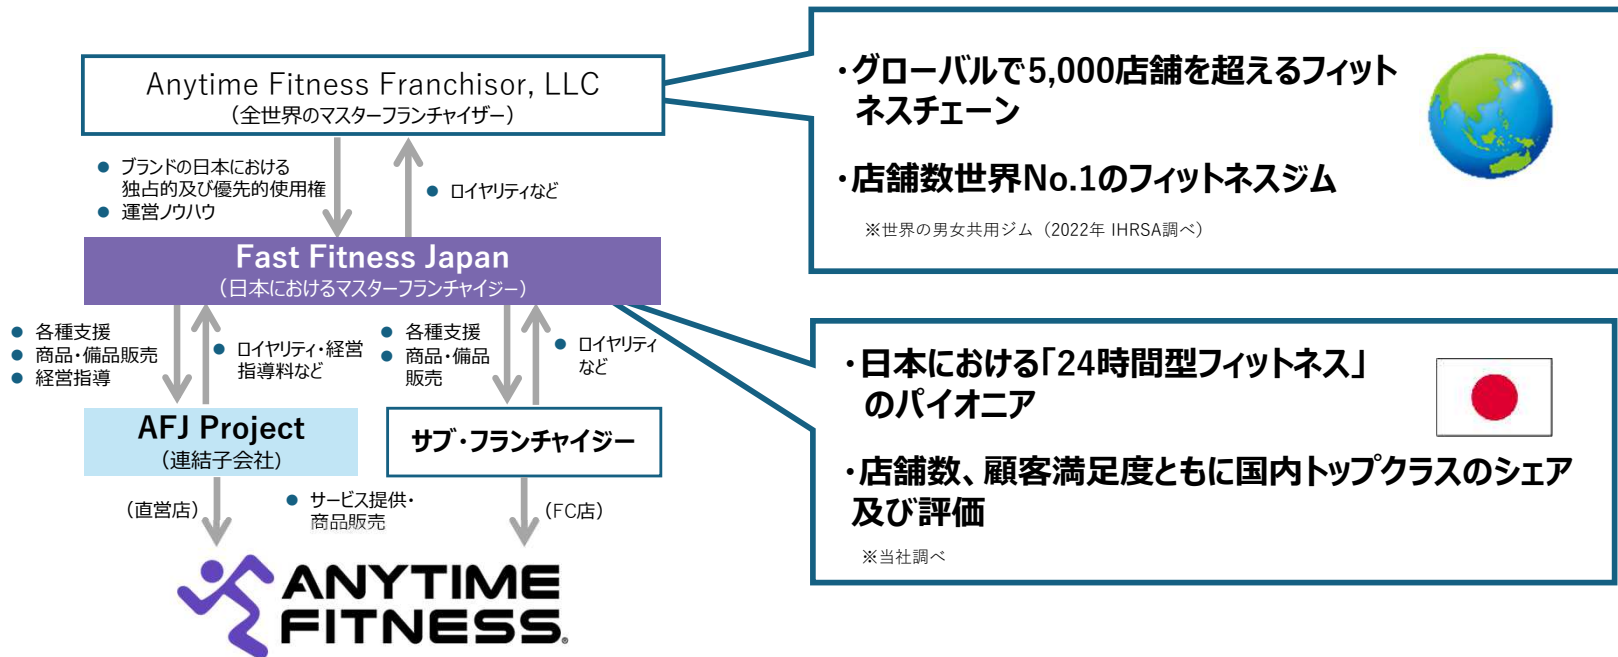 Anytime Fitness Franchisor, LLC
（全世界のマスターフランチャイザー）
● ブランドの日本における
独占的及び優先的使用権
● 運営ノウハウ
● ロイヤリティなど
Fast Fitness Japan
（日本におけるマスターフランチャイジー）
● 各種支援
● 商品・備品販売
● 経営指導
● ロイヤリティ・経営
指導料など
● 各種支援
● 商品・備品
販売
● ロイヤリティ
など
AFJ Project
（連結子会社）
サブ・フランチャイジー
（直営店）
● サービス提供・
商品販売
（FC店）
ANYTIME
FITNESS®
・グローバルで5,000店舗を超えるフィット
ネスチェーン
・店舗数世界No.1のフィットネスジム
※世界の男女共用ジム（2022年 IHRSA調べ）
・日本における「24時間型フィットネス」
のパイオニア
・店舗数、顧客満足度ともに国内トップクラスのシェア
及び評価
※当社調べ